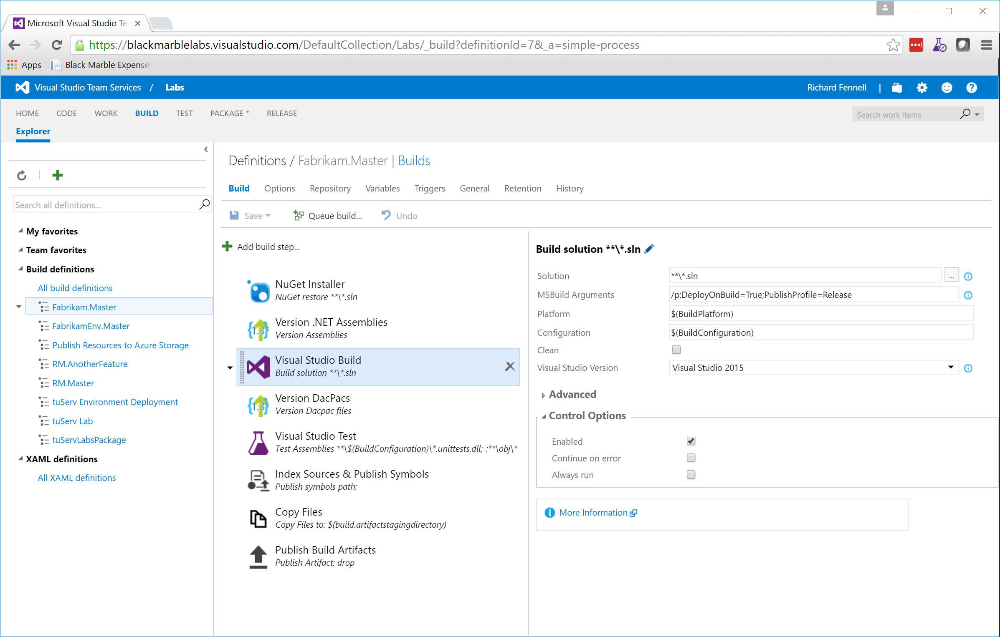 Microsoft Visual Studio Te
https://blackmarblelabs.visualstudio.com/DefaultCollection/Labs/_build?definitionId=7&_a=simple-process
Apps
Black Marble Expense
Visual Studio Team Services / Labs
Richard Fennell |
HOME CODE WORK BUILD TEST PACKAGE * RELEASE
Search work items
Explorer
Search all definitions...
My favorites
Team favorites
Build definitions
All build definitions
Fabrikam.Master
FabrikamEnv.Master
Publish Resources to Azure Storage
RM.AnotherFeature
RM.Master
tuServ Environment Deployment
tuServ Lab
tuServLabsPackage
XAML definitions
All XAML definitions
Definitions / Fabrikam.Master | Builds
Build Options Repository Variables Triggers General Retention History
Save Queue build... Undo
Add build step...
NuGet Installer
NuGet restore **\*.sln
Version .NET Assemblies
Version Assemblies
Visual Studio Build
Build solution **\*.sln
Version DacPacs
Version Dacpac files
Visual Studio Test
Test Assemblies **\$(BuildConfiguration)\*.unittests.dll;-:**\obj\*
Index Sources & Publish Symbols
Publish symbols path:
Copy Files
Copy Files to: $(build.artifactstagingdirectory)
Publish Build Artifacts
Publish Artifact: drop
Build solution **\*.sln
Solution **\*.sln ...
MSBuild Arguments /p:DeployOnBuild=True;PublishProfile=Release
Platform $(BuildPlatform)
Configuration $(BuildConfiguration)
Clean
Visual Studio Version Visual Studio 2015
Advanced
Control Options
Enabled
Continue on error
Always run
More Information